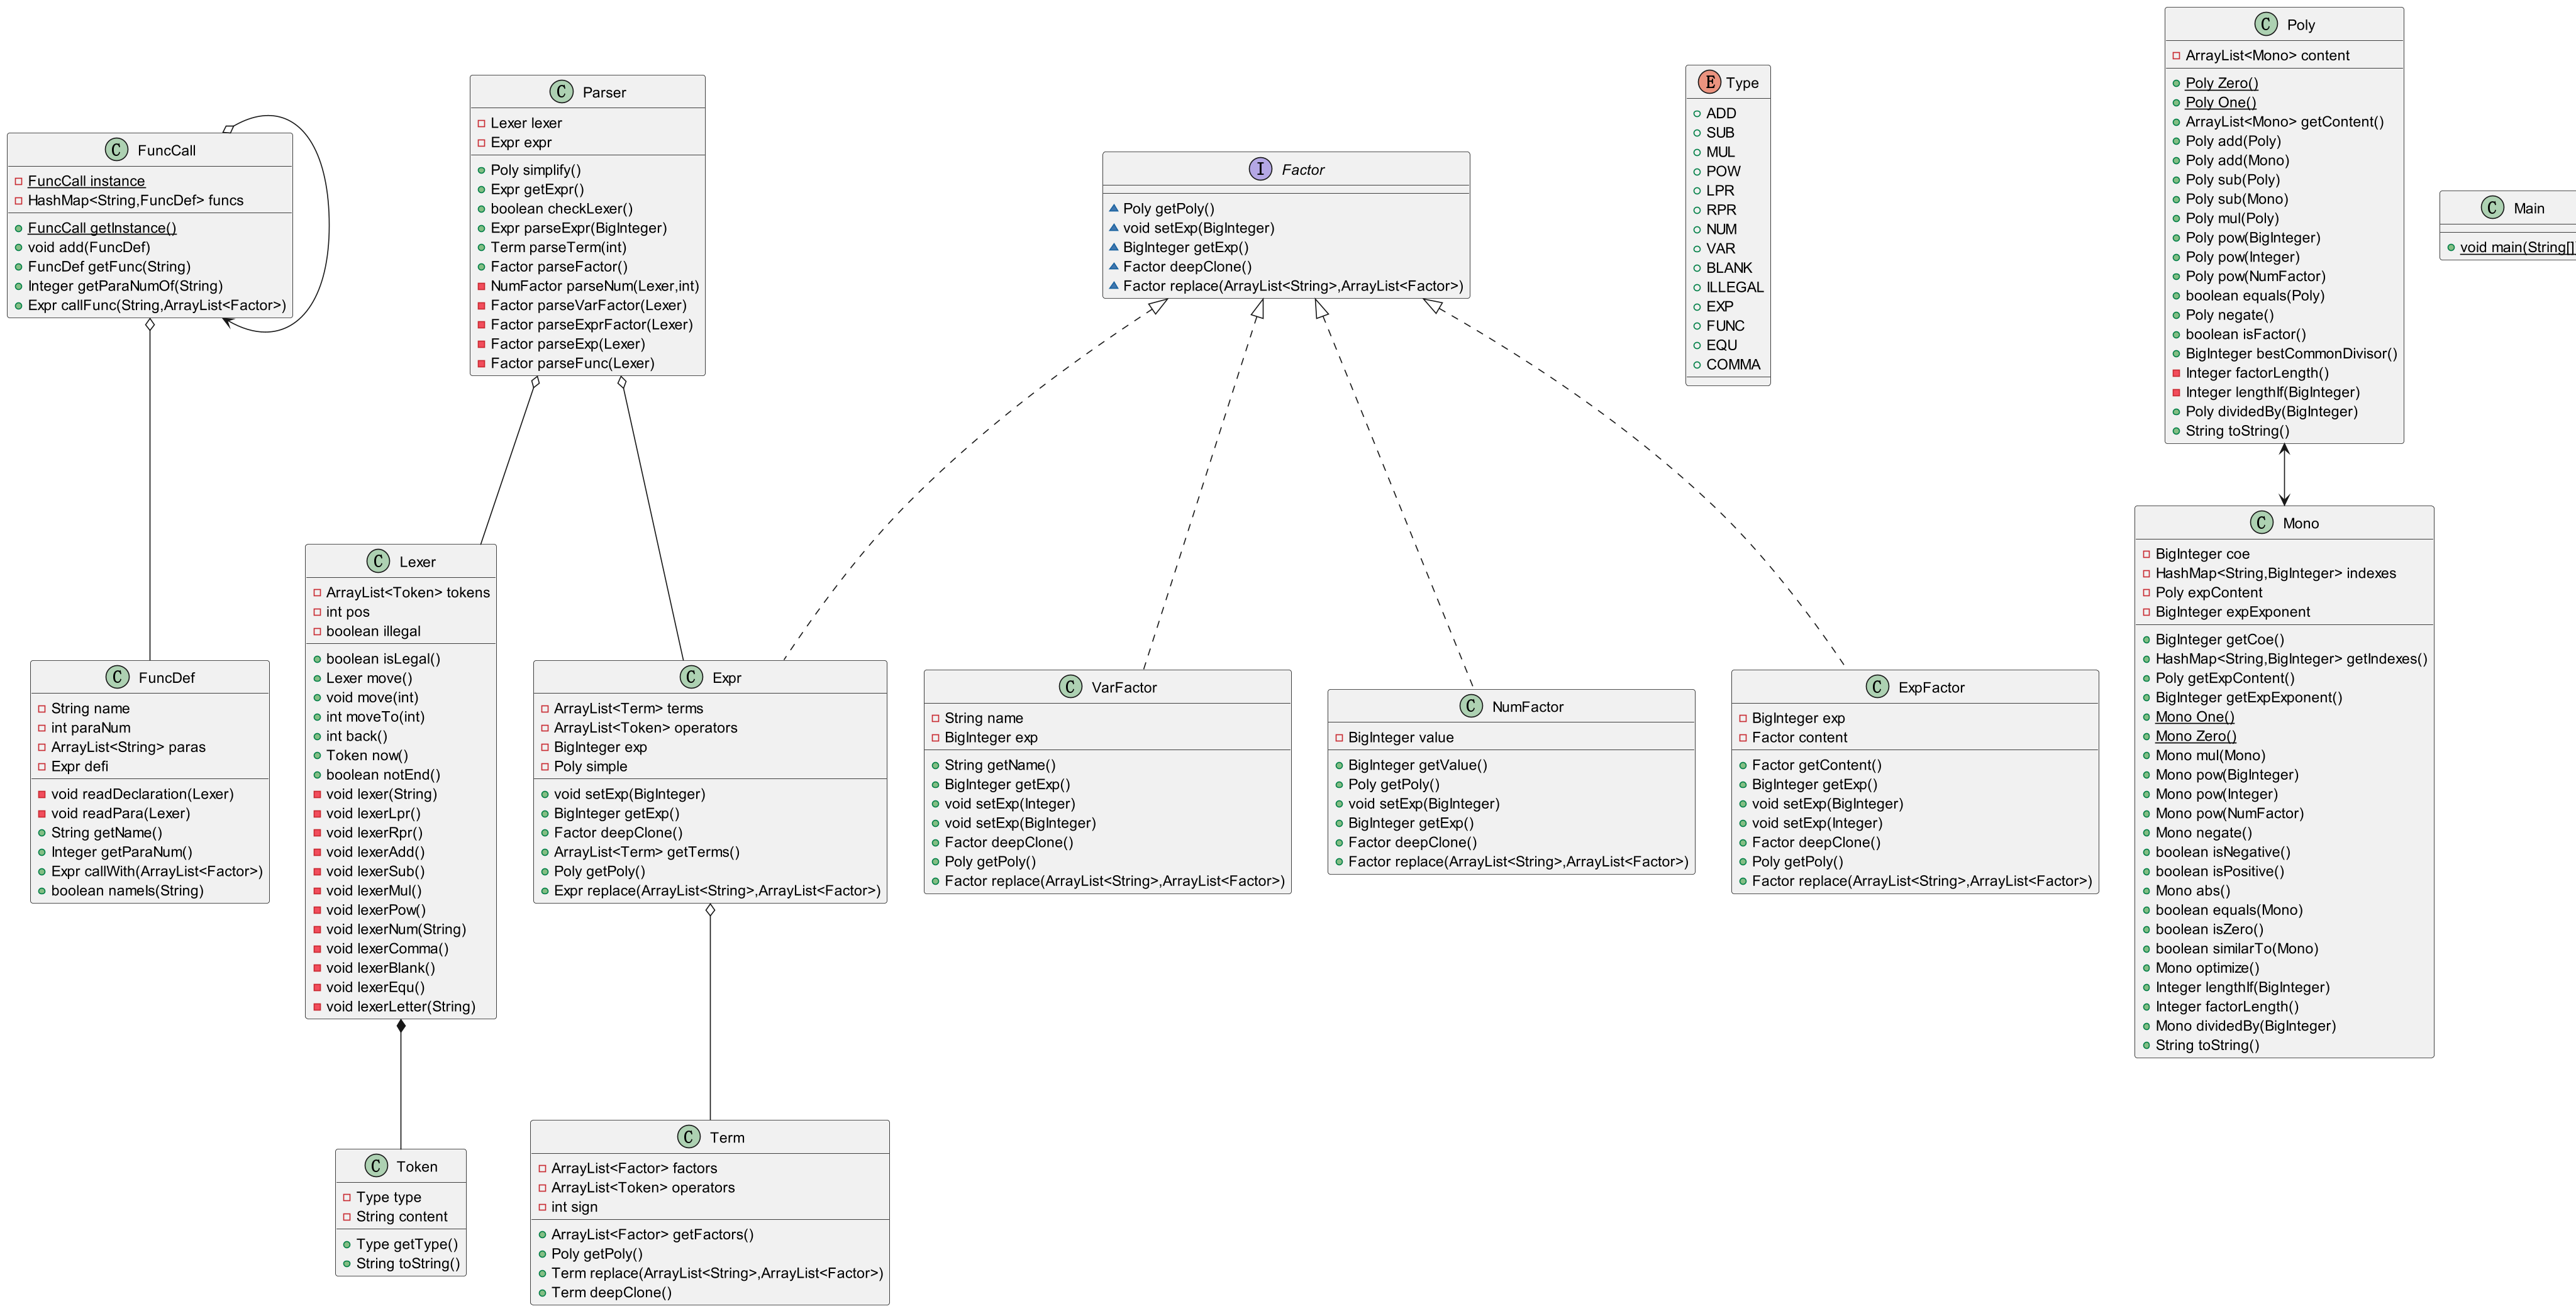 FuncCall
FuncCall instance
HashMap<String,FuncDef> funcs
FuncCall getInstance()
void add(FuncDef)
FuncDef getFunc(String)
Integer getParaNumOf(String)
Expr callFunc(String,ArrayList<Factor>)
Parser
Lexer lexer
Expr expr
Poly simplify()
Expr getExpr()
boolean checkLexer()
Expr parseExpr(BigInteger)
Term parseTerm(int)
Factor parseFactor()
NumFactor parseNum(Lexer,int)
Factor parseVarFactor(Lexer)
Factor parseExprFactor(Lexer)
Factor parseExp(Lexer)
Factor parseFunc(Lexer)
Factor
Poly getPoly()
void setExp(BigInteger)
BigInteger getExp()
Factor deepClone()
Factor replace(ArrayList<String>,ArrayList<Factor>)
Type
ADD
SUB
MUL
POW
LPR
RPR
NUM
VAR
BLANK
ILLEGAL
EXP
FUNC
EQU
COMMA
Poly
ArrayList<Mono> content
Poly Zero()
Poly One()
ArrayList<Mono> getContent()
Poly add(Poly)
Poly add(Mono)
Poly sub(Poly)
Poly sub(Mono)
Poly mul(Poly)
Poly pow(BigInteger)
Poly pow(Integer)
Poly pow(NumFactor)
boolean equals(Poly)
Poly negate()
boolean isFactor()
BigInteger bestCommonDivisor()
Integer factorLength()
Integer lengthIf(BigInteger)
Poly dividedBy(BigInteger)
String toString()
Main
void main(String[]
FuncDef
String name
int paraNum
ArrayList<String> paras
Expr defi
void readDeclaration(Lexer)
void readPara(Lexer)
String getName()
Integer getParaNum()
Expr callWith(ArrayList<Factor>)
boolean nameIs(String)
Lexer
ArrayList<Token> tokens
int pos
boolean illegal
boolean isLegal()
Lexer move()
void move(int)
int moveTo(int)
int back()
Token now()
boolean notEnd()
void lexer(String)
void lexerLpr()
void lexerRpr()
void lexerAdd()
void lexerSub()
void lexerMul()
void lexerPow()
void lexerNum(String)
void lexerComma()
void lexerBlank()
void lexerEqu()
void lexerLetter(String)
Expr
ArrayList<Term> terms
ArrayList<Token> operators
BigInteger exp
Poly simple
void setExp(BigInteger)
BigInteger getExp()
Factor deepClone()
ArrayList<Term> getTerms()
Poly getPoly()
Expr replace(ArrayList<String>,ArrayList<Factor>)
VarFactor
String name
BigInteger exp
String getName()
BigInteger getExp()
void setExp(Integer)
void setExp(BigInteger)
Factor deepClone()
Poly getPoly()
Factor replace(ArrayList<String>,ArrayList<Factor>)
NumFactor
BigInteger value
BigInteger getValue()
Poly getPoly()
void setExp(BigInteger)
BigInteger getExp()
Factor deepClone()
Factor replace(ArrayList<String>,ArrayList<Factor>)
ExpFactor
BigInteger exp
Factor content
Factor getContent()
BigInteger getExp()
void setExp(BigInteger)
void setExp(Integer)
Factor deepClone()
Poly getPoly()
Factor replace(ArrayList<String>,ArrayList<Factor>)
Mono
BigInteger coe
HashMap<String,BigInteger> indexes
Poly expContent
BigInteger expExponent
BigInteger getCoe()
HashMap<String,BigInteger> getIndexes()
Poly getExpContent()
BigInteger getExpExponent()
Mono One()
Mono Zero()
Mono mul(Mono)
Mono pow(BigInteger)
Mono pow(Integer)
Mono pow(NumFactor)
Mono negate()
boolean isNegative()
boolean isPositive()
Mono abs()
boolean equals(Mono)
boolean isZero()
boolean similarTo(Mono)
Mono optimize()
Integer lengthIf(BigInteger)
Integer factorLength()
Mono dividedBy(BigInteger)
String toString()
Token
Type type
String content
Type getType()
String toString()
Term
ArrayList<Factor> factors
ArrayList<Token> operators
int sign
ArrayList<Factor> getFactors()
Poly getPoly()
Term replace(ArrayList<String>,ArrayList<Factor>)
Term deepClone()